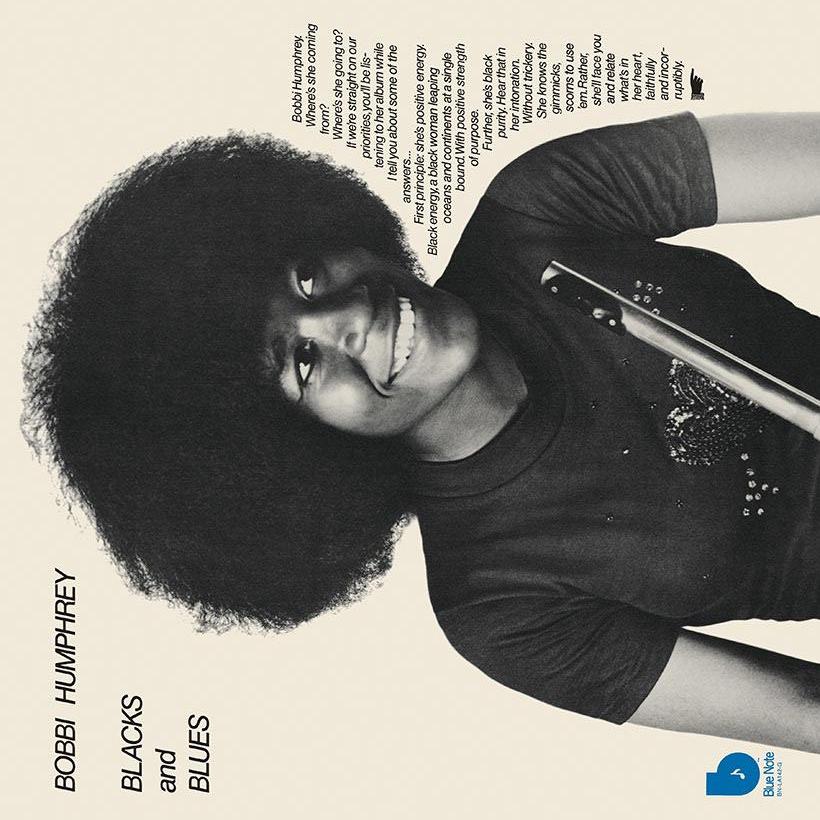 BOBBI HUMPHREY
BLACKS
and
BLUES
Bobbi Humphrey.
Where's she coming
from?
Where's she going to?
If we're straight on our
priorities, you'll be lis-
tening to her album while
I tell you about some of the
answers...
First principle: she's positive energy.
Black energy, a black woman leaping
oceans and continents at a single
bound. With positive strength
of purpose.
Further, she's black
purity. Hear that in
her intonation.
Without trickery.
She knows the
gimmicks,
scorns to use
'em. Rather,
she'll face you
and relate
what's in
her heart,
faithfully
and incor-
ruptibly.
Blue Note
BN-LA142-G